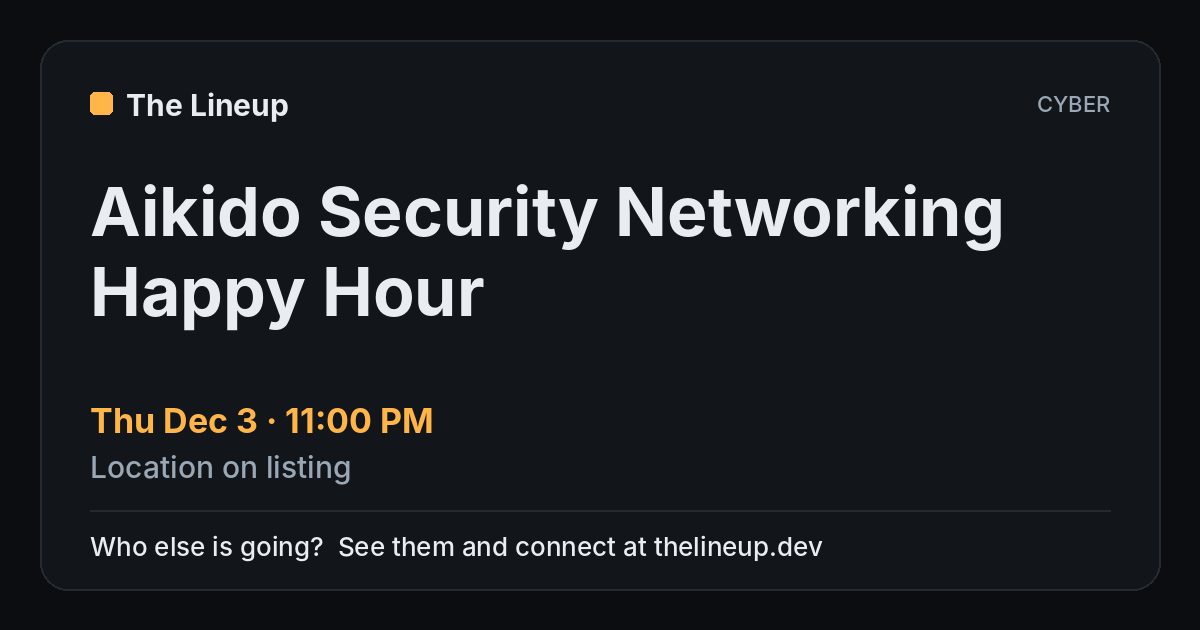 The Lineup
CYBER
Aikido Security Networking
Happy Hour
Thu Dec 3 · 11:00 PM
Location on listing
Who else is going?  See them and connect at thelineup.dev